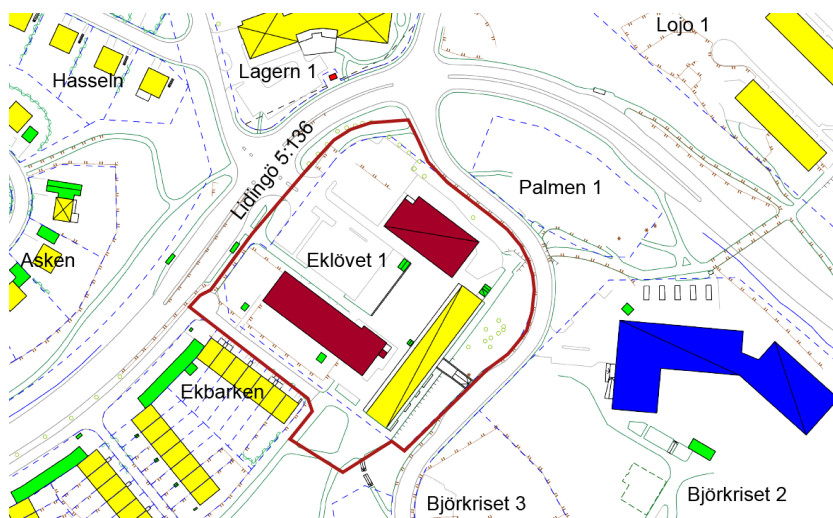 Lojo 1
Hasseln
Lagern 1
Lidingö 5:136
Palmen 1
Asken
Eklövet 1
Ekbarken
Björkriset 3
Björkriset 2